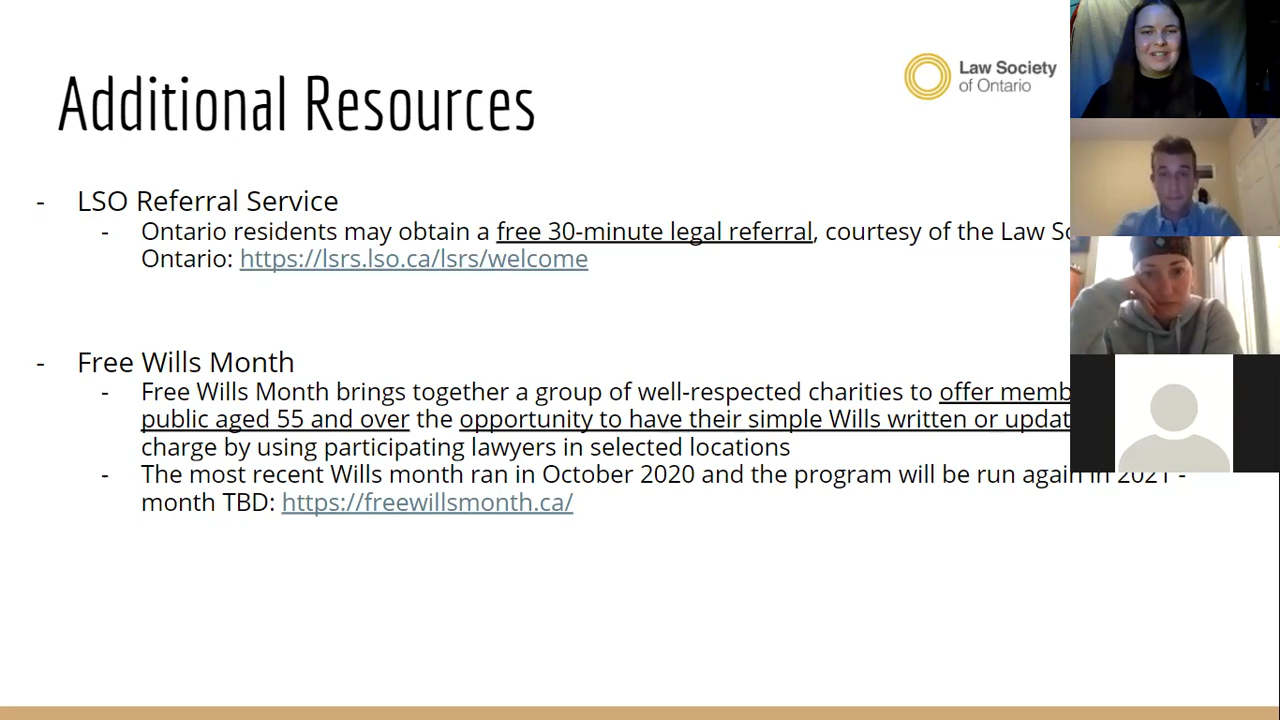 Additional Resources
Law Society
of Ontario
- LSO Referral Service
- Ontario residents may obtain a free 30-minute legal referral, courtesy of the Law
Ontario: https://lsrs.lso.ca/lsrs/welcome
- Free Wills Month
- Free Wills Month brings together a group of well-respected charities to offer
public aged 55 and over the opportunity to have their simple Wills written or
charge by using participating lawyers in selected locations
- The most recent Wills month ran in October 2020 and the program will be run again in 2021 -
month TBD: https://freewillsmonth.ca/